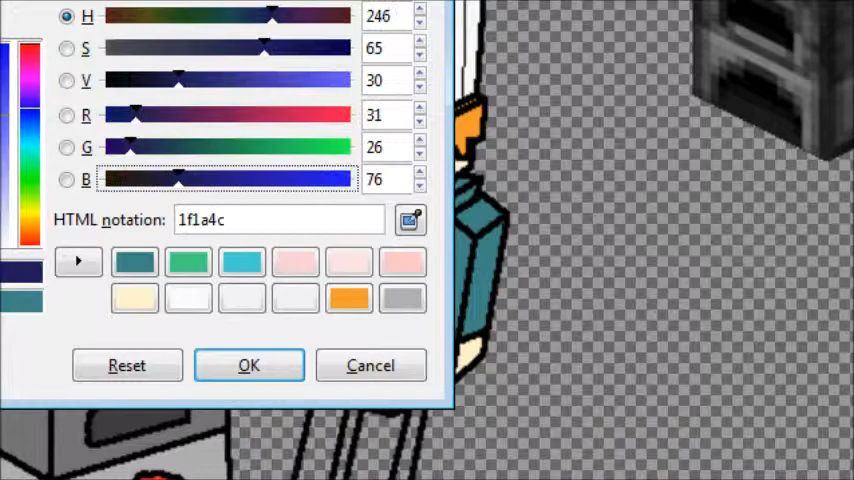 H 246
S 65
V 30
R 31
G 26
B 76
HTML notation: 1f1a4c
Reset OK Cancel